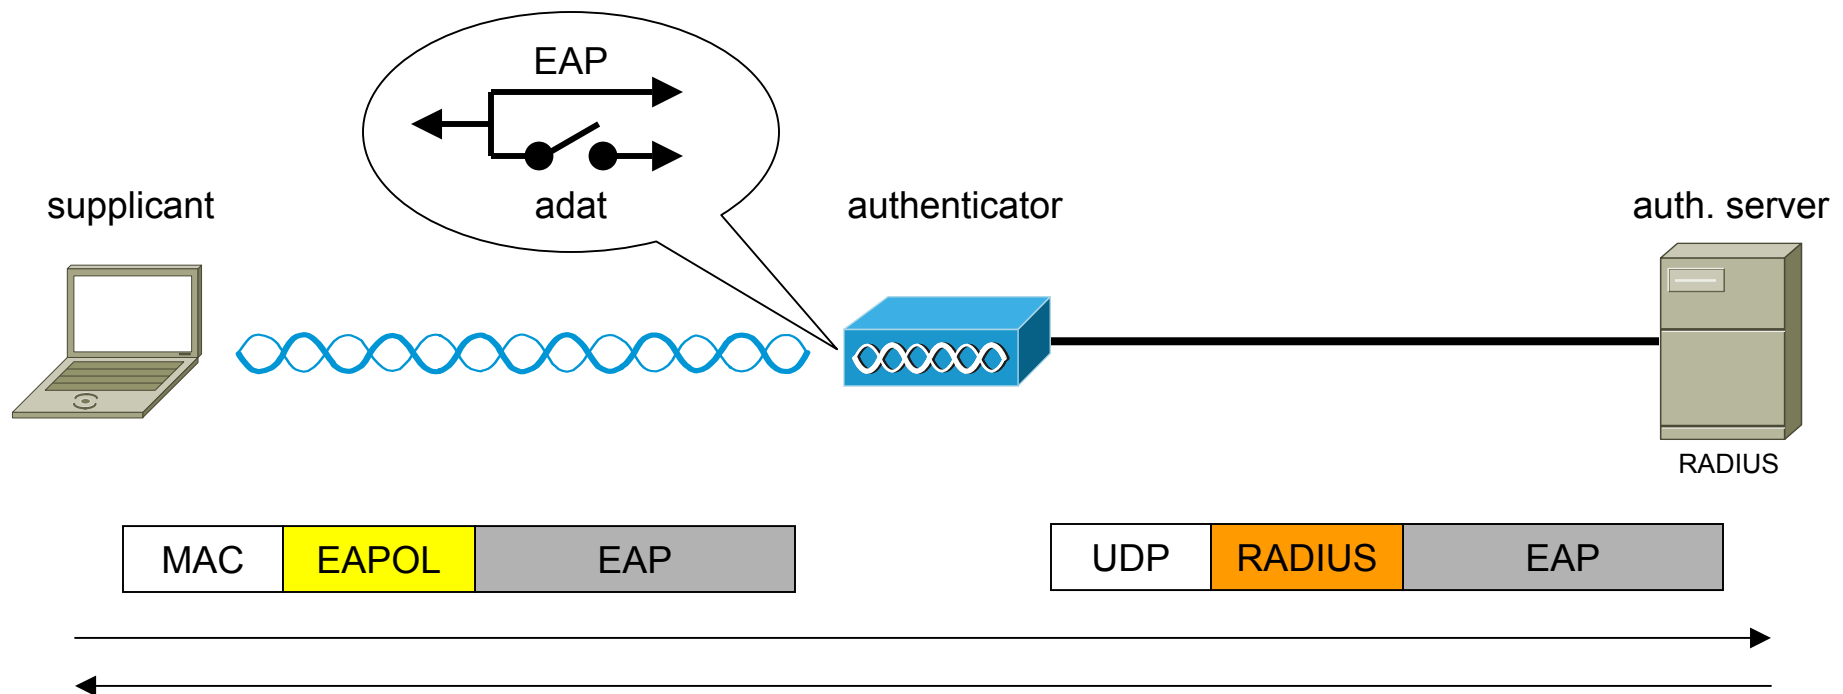 EAP
adat
supplicant
authenticator
auth. server
RADIUS
MAC EAPOL EAP
UDP RADIUS EAP